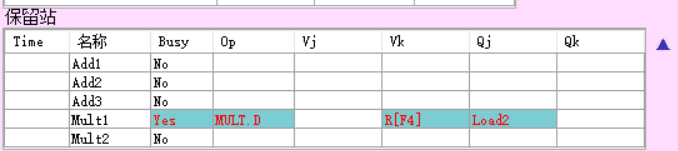 保留站
Time 名称 Busy Op Vj Vk Qj Qk
Add1 No
Add2 No
Add3 No
Mult1 Yes MULT.D R[F4] Load2
Mult2 No